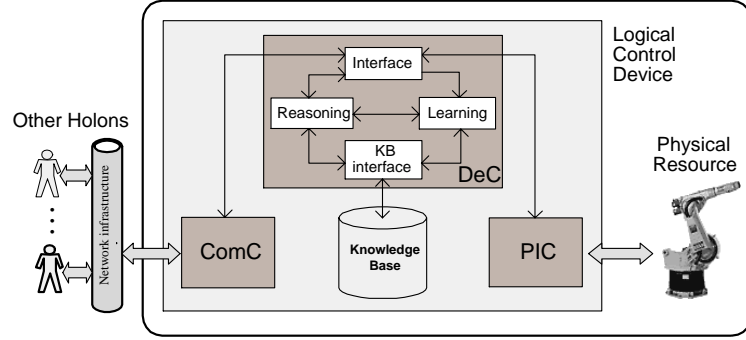 Logical
Control
Device
Interface
Reasoning
Learning
KB
interface
DeC
Other Holons
Network infrastructure
ComC
Knowledge
Base
PIC
Physical
Resource